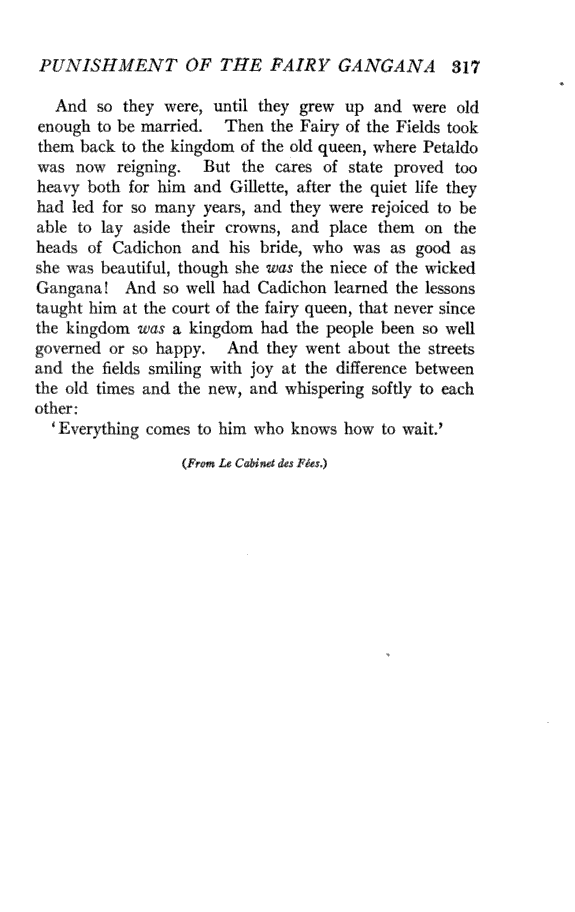 PUNISHMENT OF THE FAIRY GANGANA 317
And so they were, until they grew up and were old
enough to be married. Then the Fairy of the Fields took
them back to the kingdom of the old queen, where Petaldo
was now reigning. But the cares of state proved too
heavy both for him and Gillette, after the quiet life they
had led for so many years, and they were rejoiced to be
able to lay aside their crowns, and place them on the
heads of Cadichon and his bride, who was as good as
she was beautiful, though she was the niece of the wicked
Gangana! And so well had Cadichon learned the lessons
taught him at the court of the fairy queen, that never since
the kingdom was a kingdom had the people been so well
governed or so happy. And they went about the streets
and the fields smiling with joy at the difference between
the old times and the new, and whispering softly to each
other:
‘Everything comes to him who knows how to wait.’
(From Le Cabinet des Fées.)